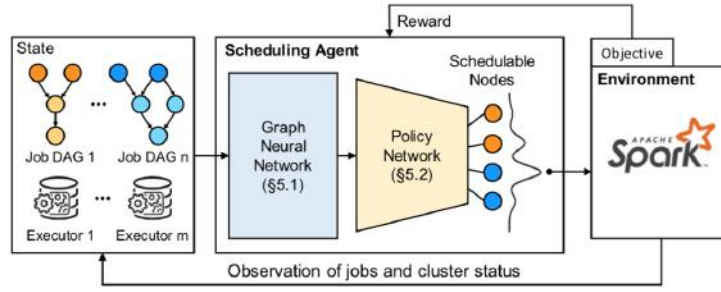 Reward
State
Scheduling Agent
Schedulable
Nodes
Objective
Environment
Graph
Neural
Network
(§5.1)
Policy
Network
(§5.2)
...
Job DAG 1
Job DAG n
...
Executor 1
Executor m
APACHE
Spark
Observation of jobs and cluster status